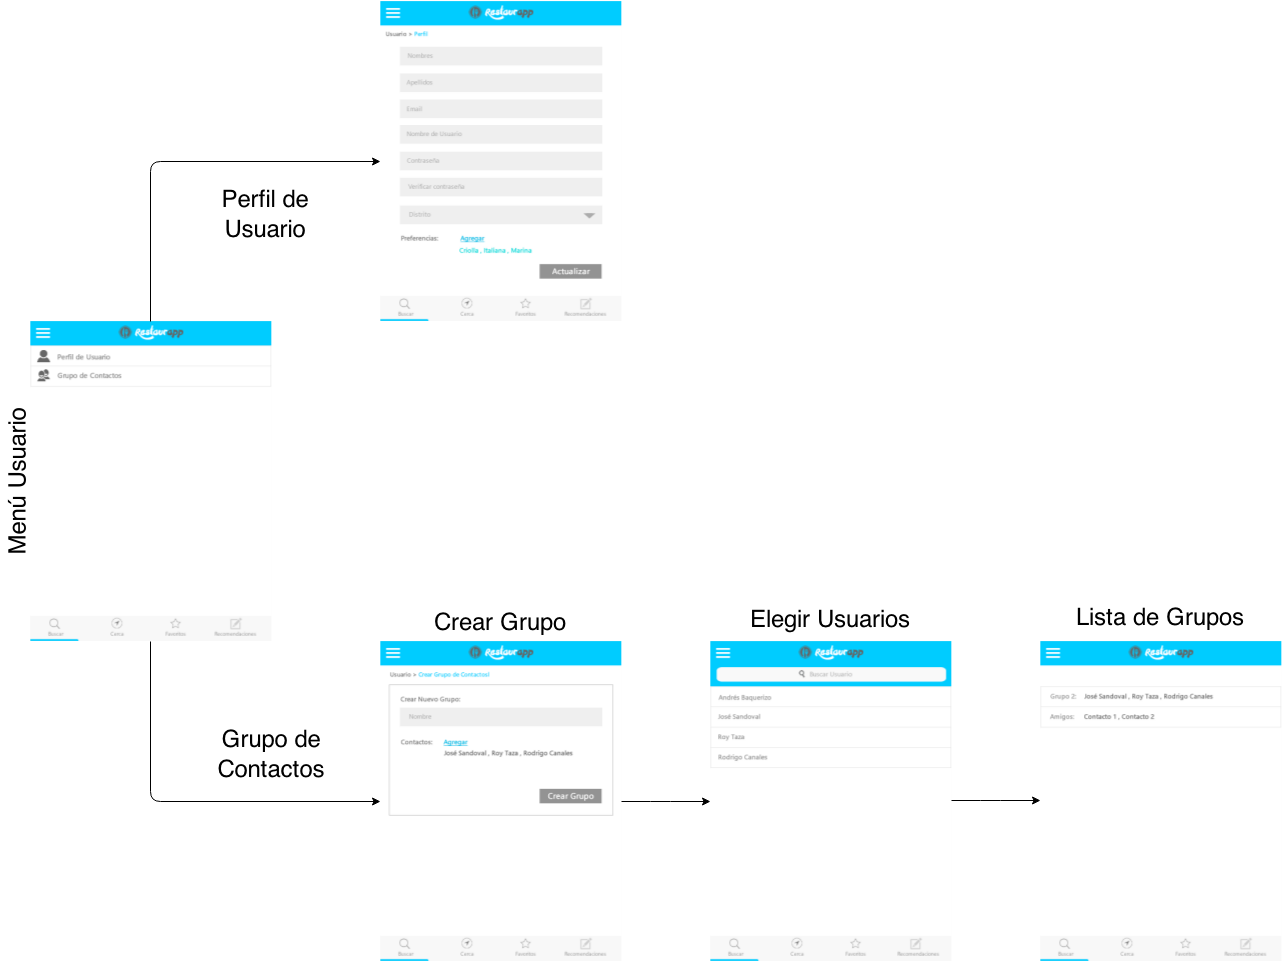 Restaurapp
Usuario > Perfil
Nombres
Apellidos
Email
Nombre de Usuario
Contraseña
Verificar contraseña
Distrito
Preferencias: Agregar
Criolla , Italiana , Marina
Actualizar
Buscar Cerca Favoritos Recomendaciones
Perfil de
Usuario
Menú Usuario
Restaurapp
Perfil de Usuario
Grupo de Contactos
Buscar Cerca Favoritos Recomendaciones
Grupo de
Contactos
Crear Grupo
Restaurapp
Usuario > Crear Grupo de Contactos!
Crear Nuevo Grupo:
Nombre
Contactos: Agregar
José Sandoval , Roy Taza , Rodrigo Canales
Crear Grupo
Buscar Cerca Favoritos Recomendaciones
Elegir Usuarios
Restaurapp
Buscar Usuario
Andrés Baquerizo
José Sandoval
Roy Taza
Rodrigo Canales
Buscar Cerca Favoritos Recomendaciones
Lista de Grupos
Restaurapp
Grupo 2: José Sandoval , Roy Taza , Rodrigo Canales
Amigos: Contacto 1 , Contacto 2
Buscar Cerca Favoritos Recomendaciones